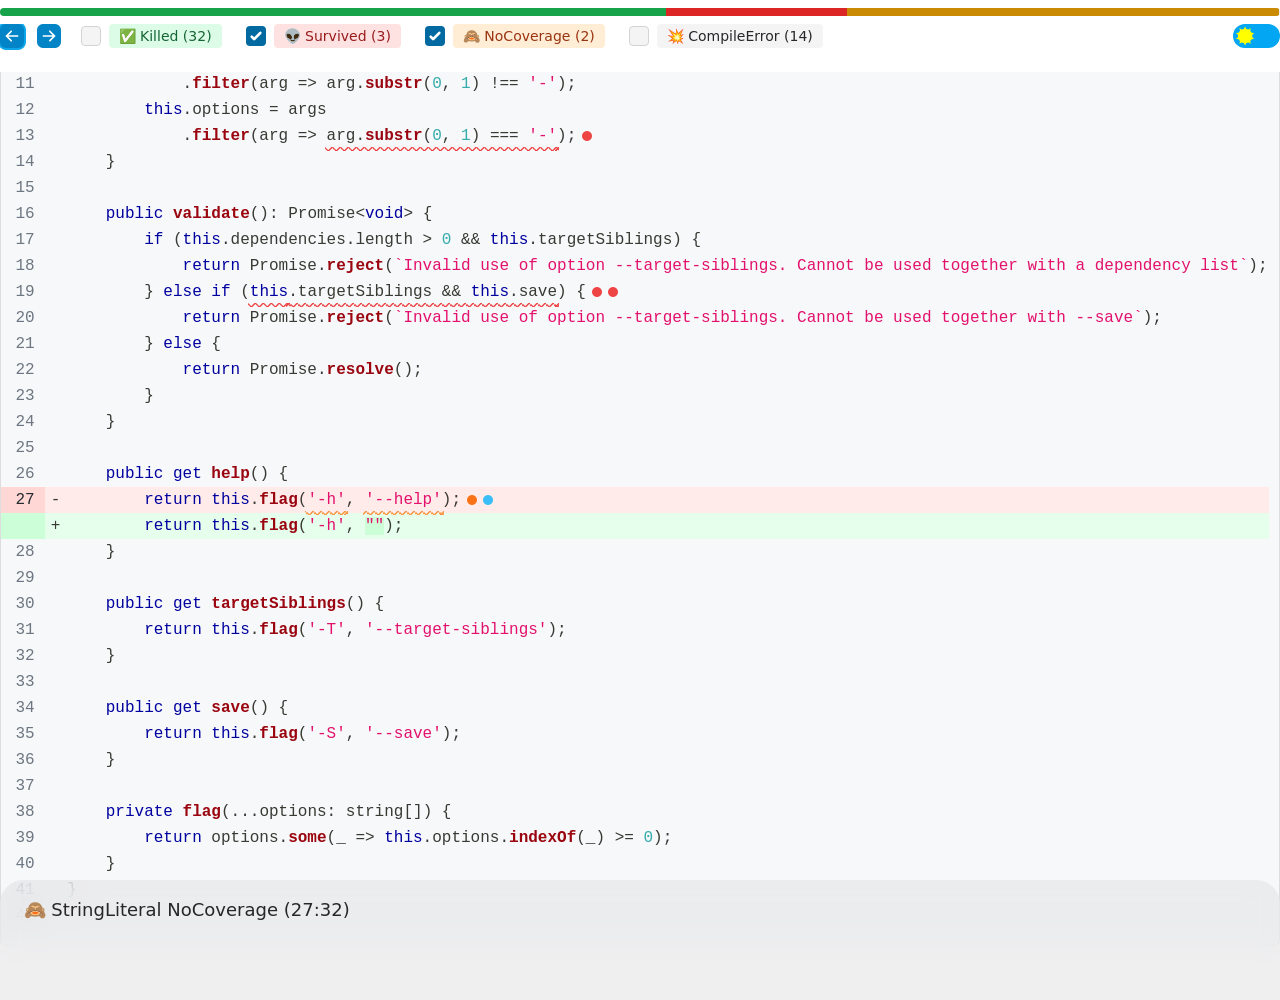 ✅ Killed (32) 👽 Survived (3) 🙈 NoCoverage (2) 💥 CompileError (14)
11             .filter(arg => arg.substr(0, 1) !== '-');
12         this.options = args
13             .filter(arg => arg.substr(0, 1) === '-');
14     }
15
16     public validate(): Promise<void> {
17         if (this.dependencies.length > 0 && this.targetSiblings) {
18             return Promise.reject(`Invalid use of option --target-siblings. Cannot be used together with a dependency list`);
19         } else if (this.targetSiblings && this.save) {
20             return Promise.reject(`Invalid use of option --target-siblings. Cannot be used together with --save`);
21         } else {
22             return Promise.resolve();
23         }
24     }
25
26     public get help() {
27 -         return this.flag('-h', '--help');
+         return this.flag('-h', "");
28     }
29
30     public get targetSiblings() {
31         return this.flag('-T', '--target-siblings');
32     }
33
34     public get save() {
35         return this.flag('-S', '--save');
36     }
37
38     private flag(...options: string[]) {
39         return options.some(_ => this.options.indexOf(_) >= 0);
40     }
41 }
🙈 StringLiteral NoCoverage (27:32)